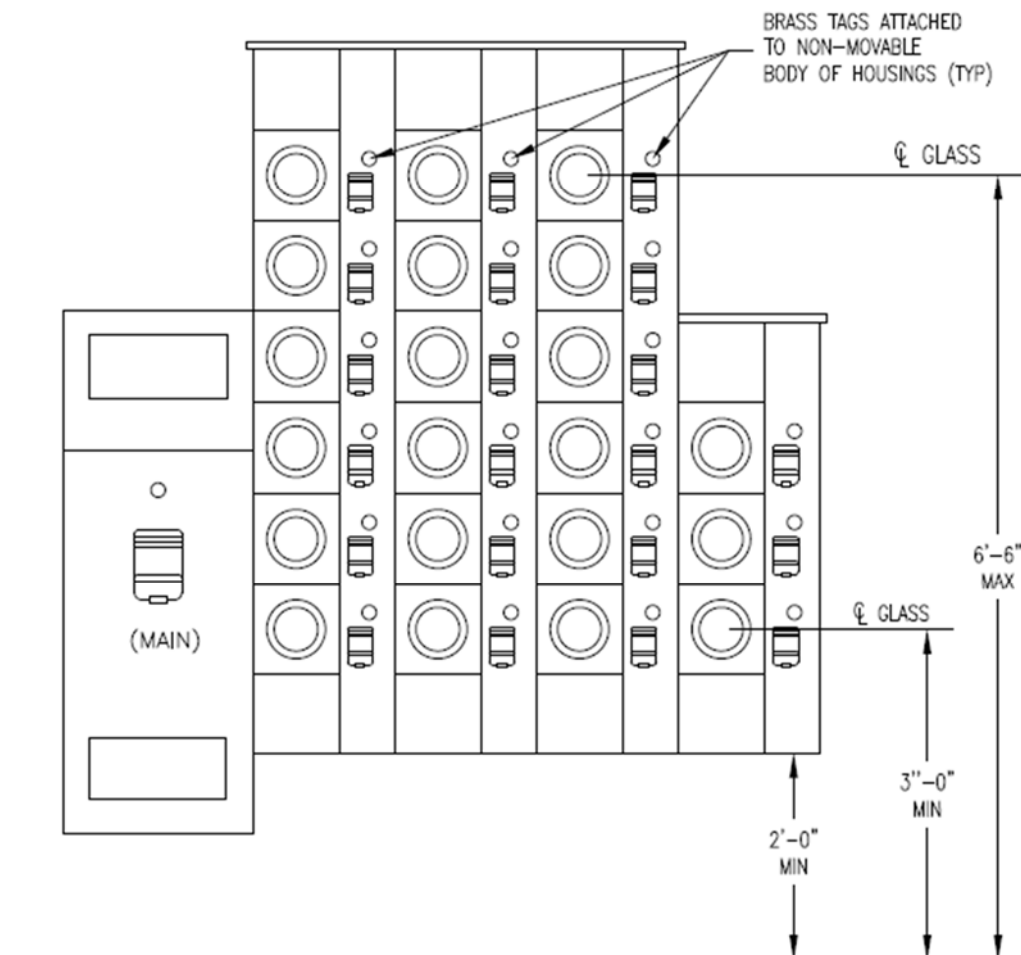 BRASS TAGS ATTACHED
TO NON-MOVABLE
BODY OF HOUSINGS (TYP)
℄ GLASS
6'-6"
MAX
℄ GLASS
(MAIN)
3''-0"
MIN
2'-0"
MIN